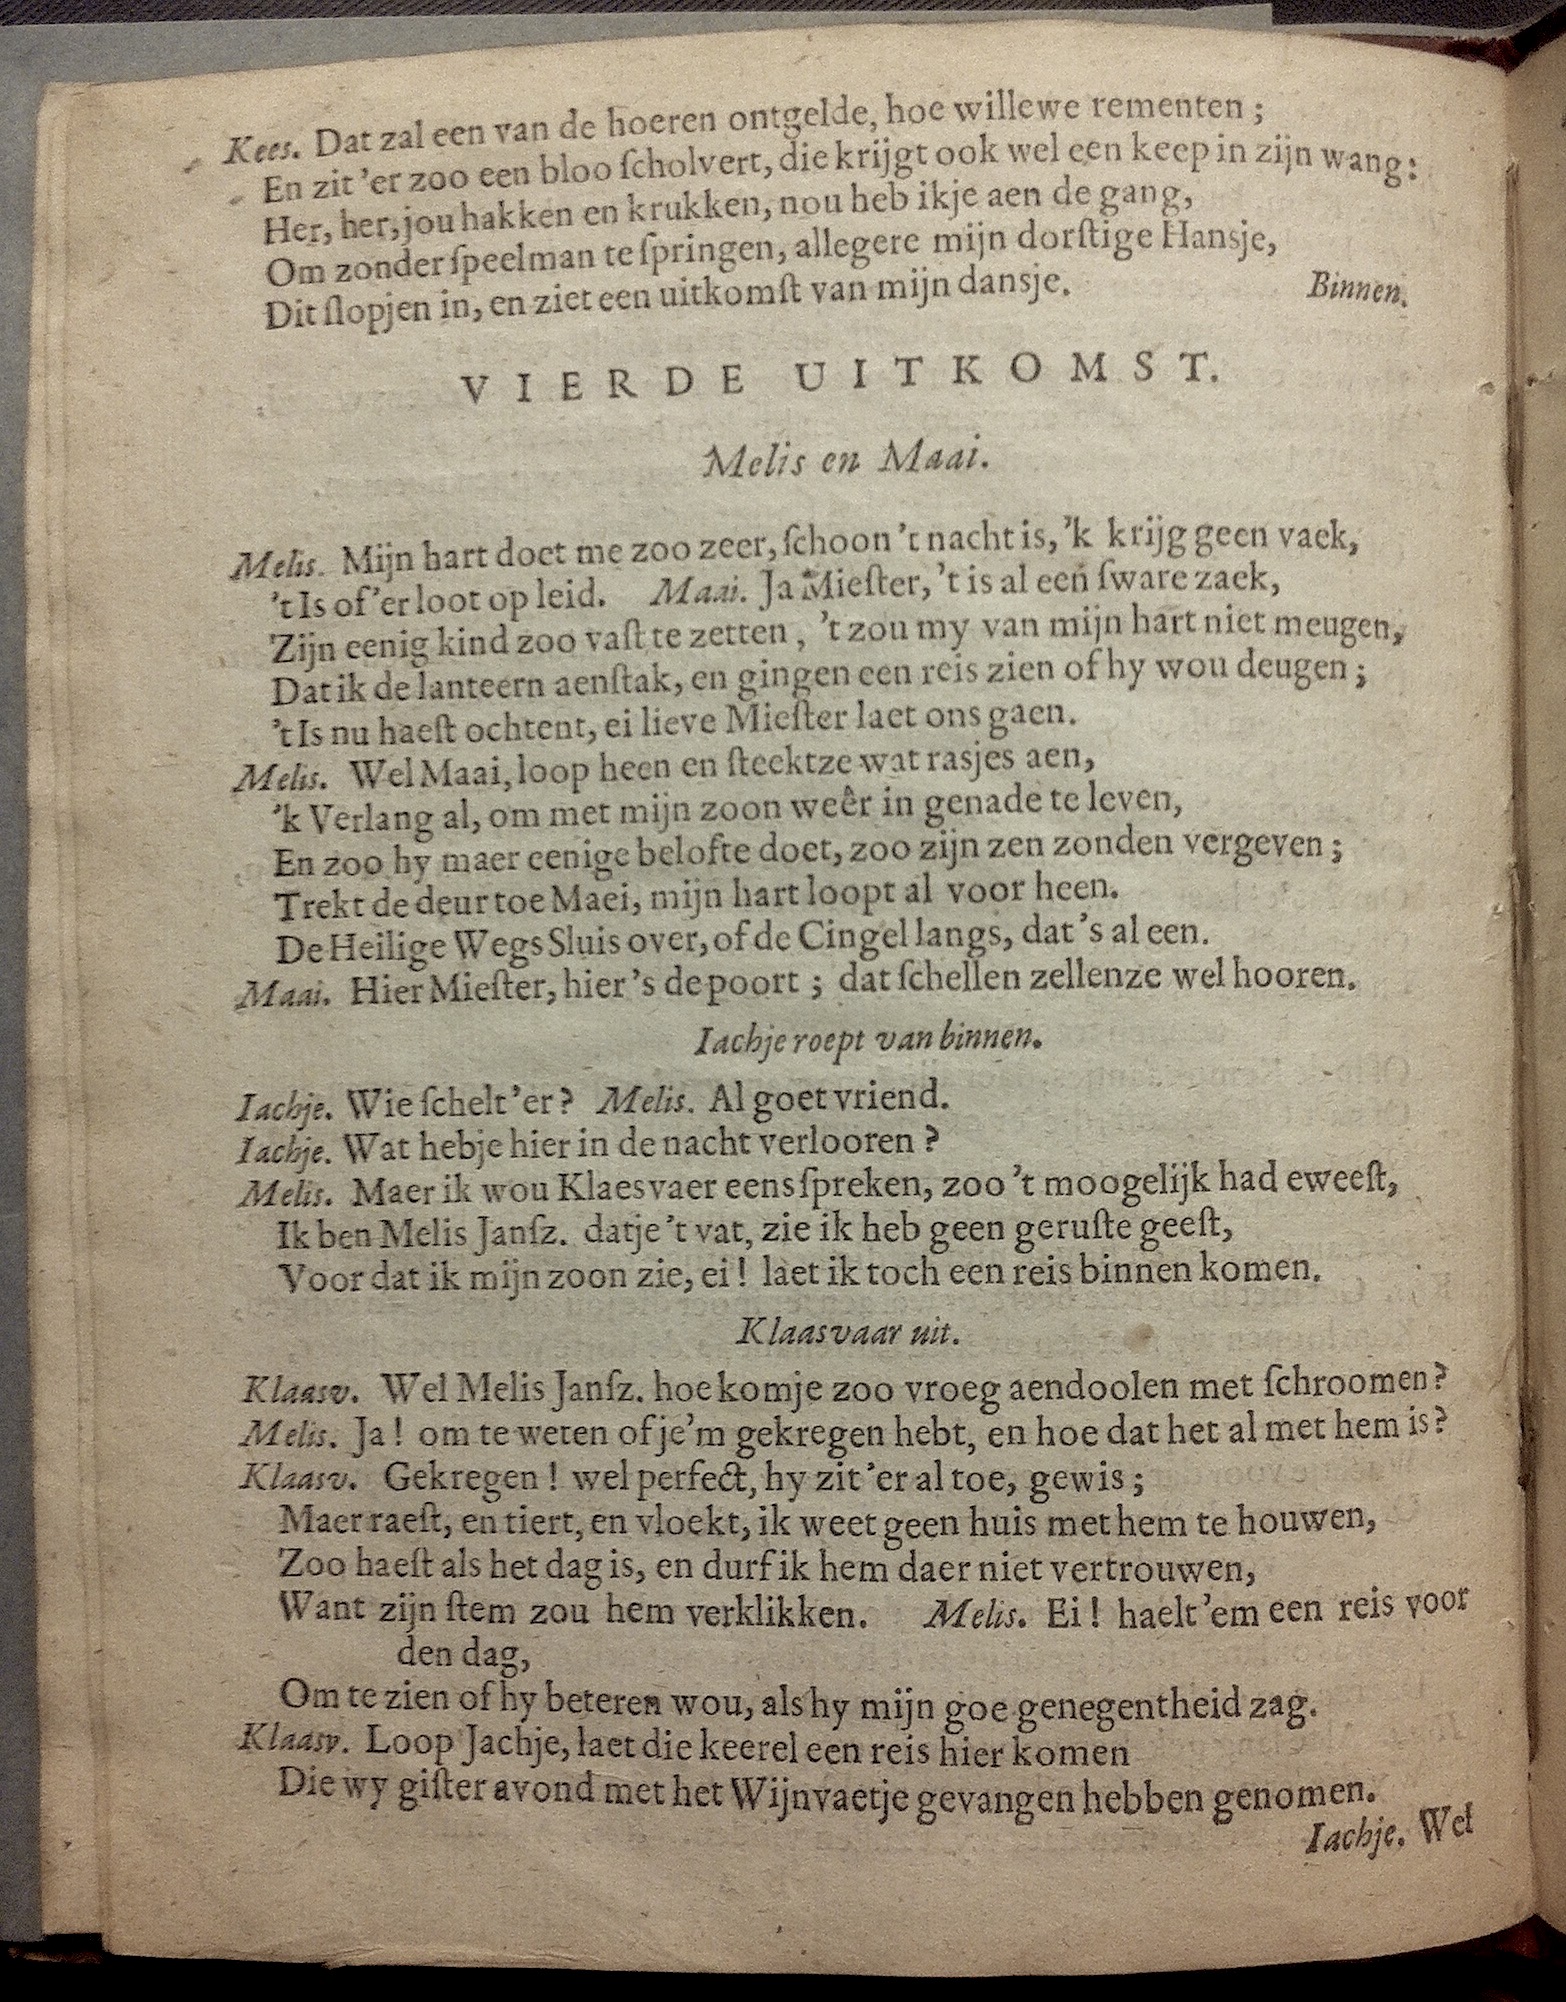 Kees. Dat zal een van de hoeren ontgelde, hoe willewe rementen;
En zit 'er zoo een bloo ſcholvert, die krijgt ook wel een keep in zijn wang:
Her, her, jou hakken en krukken, nou heb ikje aen de gang,
Om zonder ſpeelman te ſpringen, allegere mijn dorſtige Hansje,
Dit ſlopjen in, en ziet een uitkomſt van mijn dansje. Binnen.
VIERDE UITKOMST.
Melis en Maai.
Melis. Mijn hart doet me zoo zeer, ſchoon 't nacht is, 'k krijg geen vaek,
't Is of 'er loot op leid. Maai. Ja Mieſter, 't is al een ſware zaek,
Zijn eenig kind zoo vaſt te zetten, 't zou my van mijn hart niet meugen,
Dat ik de lanteern aenſtak, en gingen een reis zien of hy wou deugen;
't Is nu haeſt ochtent, ei lieve Mieſter laet ons gaen.
Melis. Wel Maai, loop heen en ſteektze wat rasjes aen,
'k Verlang al, om met mijn zoon weêr in genade te leven,
En zoo hy maer eenige belofte doet, zoo zijn zen zonden vergeven;
Trekt de deur toe Maei, mijn hart loopt al voor heen.
De Heilige Wegs Sluis over, of de Cingel langs, dat 's al een.
Maai. Hier Mieſter, hier 's de poort; dat ſchellen zellenze wel hooren.
Iachje roept van binnen.
Iachje. Wie ſchelt 'er? Melis. Al goet vriend.
Iachje. Wat hebje hier in de nacht verlooren?
Melis. Maer ik wou Klaesvaer eens ſpreken, zoo 't moogelijk had eweeſt,
Ik ben Melis Janſz. datje 't vat, zie ik heb geen geruſte geeſt,
Voor dat ik mijn zoon zie, ei! laet ik toch een reis binnen komen.
Klaasvaar uit.
Klaasv. Wel Melis Janſz. hoe komje zoo vroeg aendoolen met ſchroomen?
Melis. Ja! om te weten of je'm gekregen hebt, en hoe dat het al met hem is?
Klaasv. Gekregen! wel perfect, hy zit 'er al toe, gewis;
Maer raeſt, en tiert, en vloekt, ik weet geen huis met hem te houwen,
Zoo haeſt als het dag is, en durf ik hem daer niet vertrouwen,
Want zijn ſtem zou hem verklikken. Melis. Ei! haelt 'em een reis voor
den dag,
Om te zien of hy beteren wou, als hy mijn goe genegentheid zag.
Klaasv. Loop Jachje, laet die keerel een reis hier komen
Die wy giſter avond met het Wijnvaetje gevangen hebben genomen.
Iachje. Wel